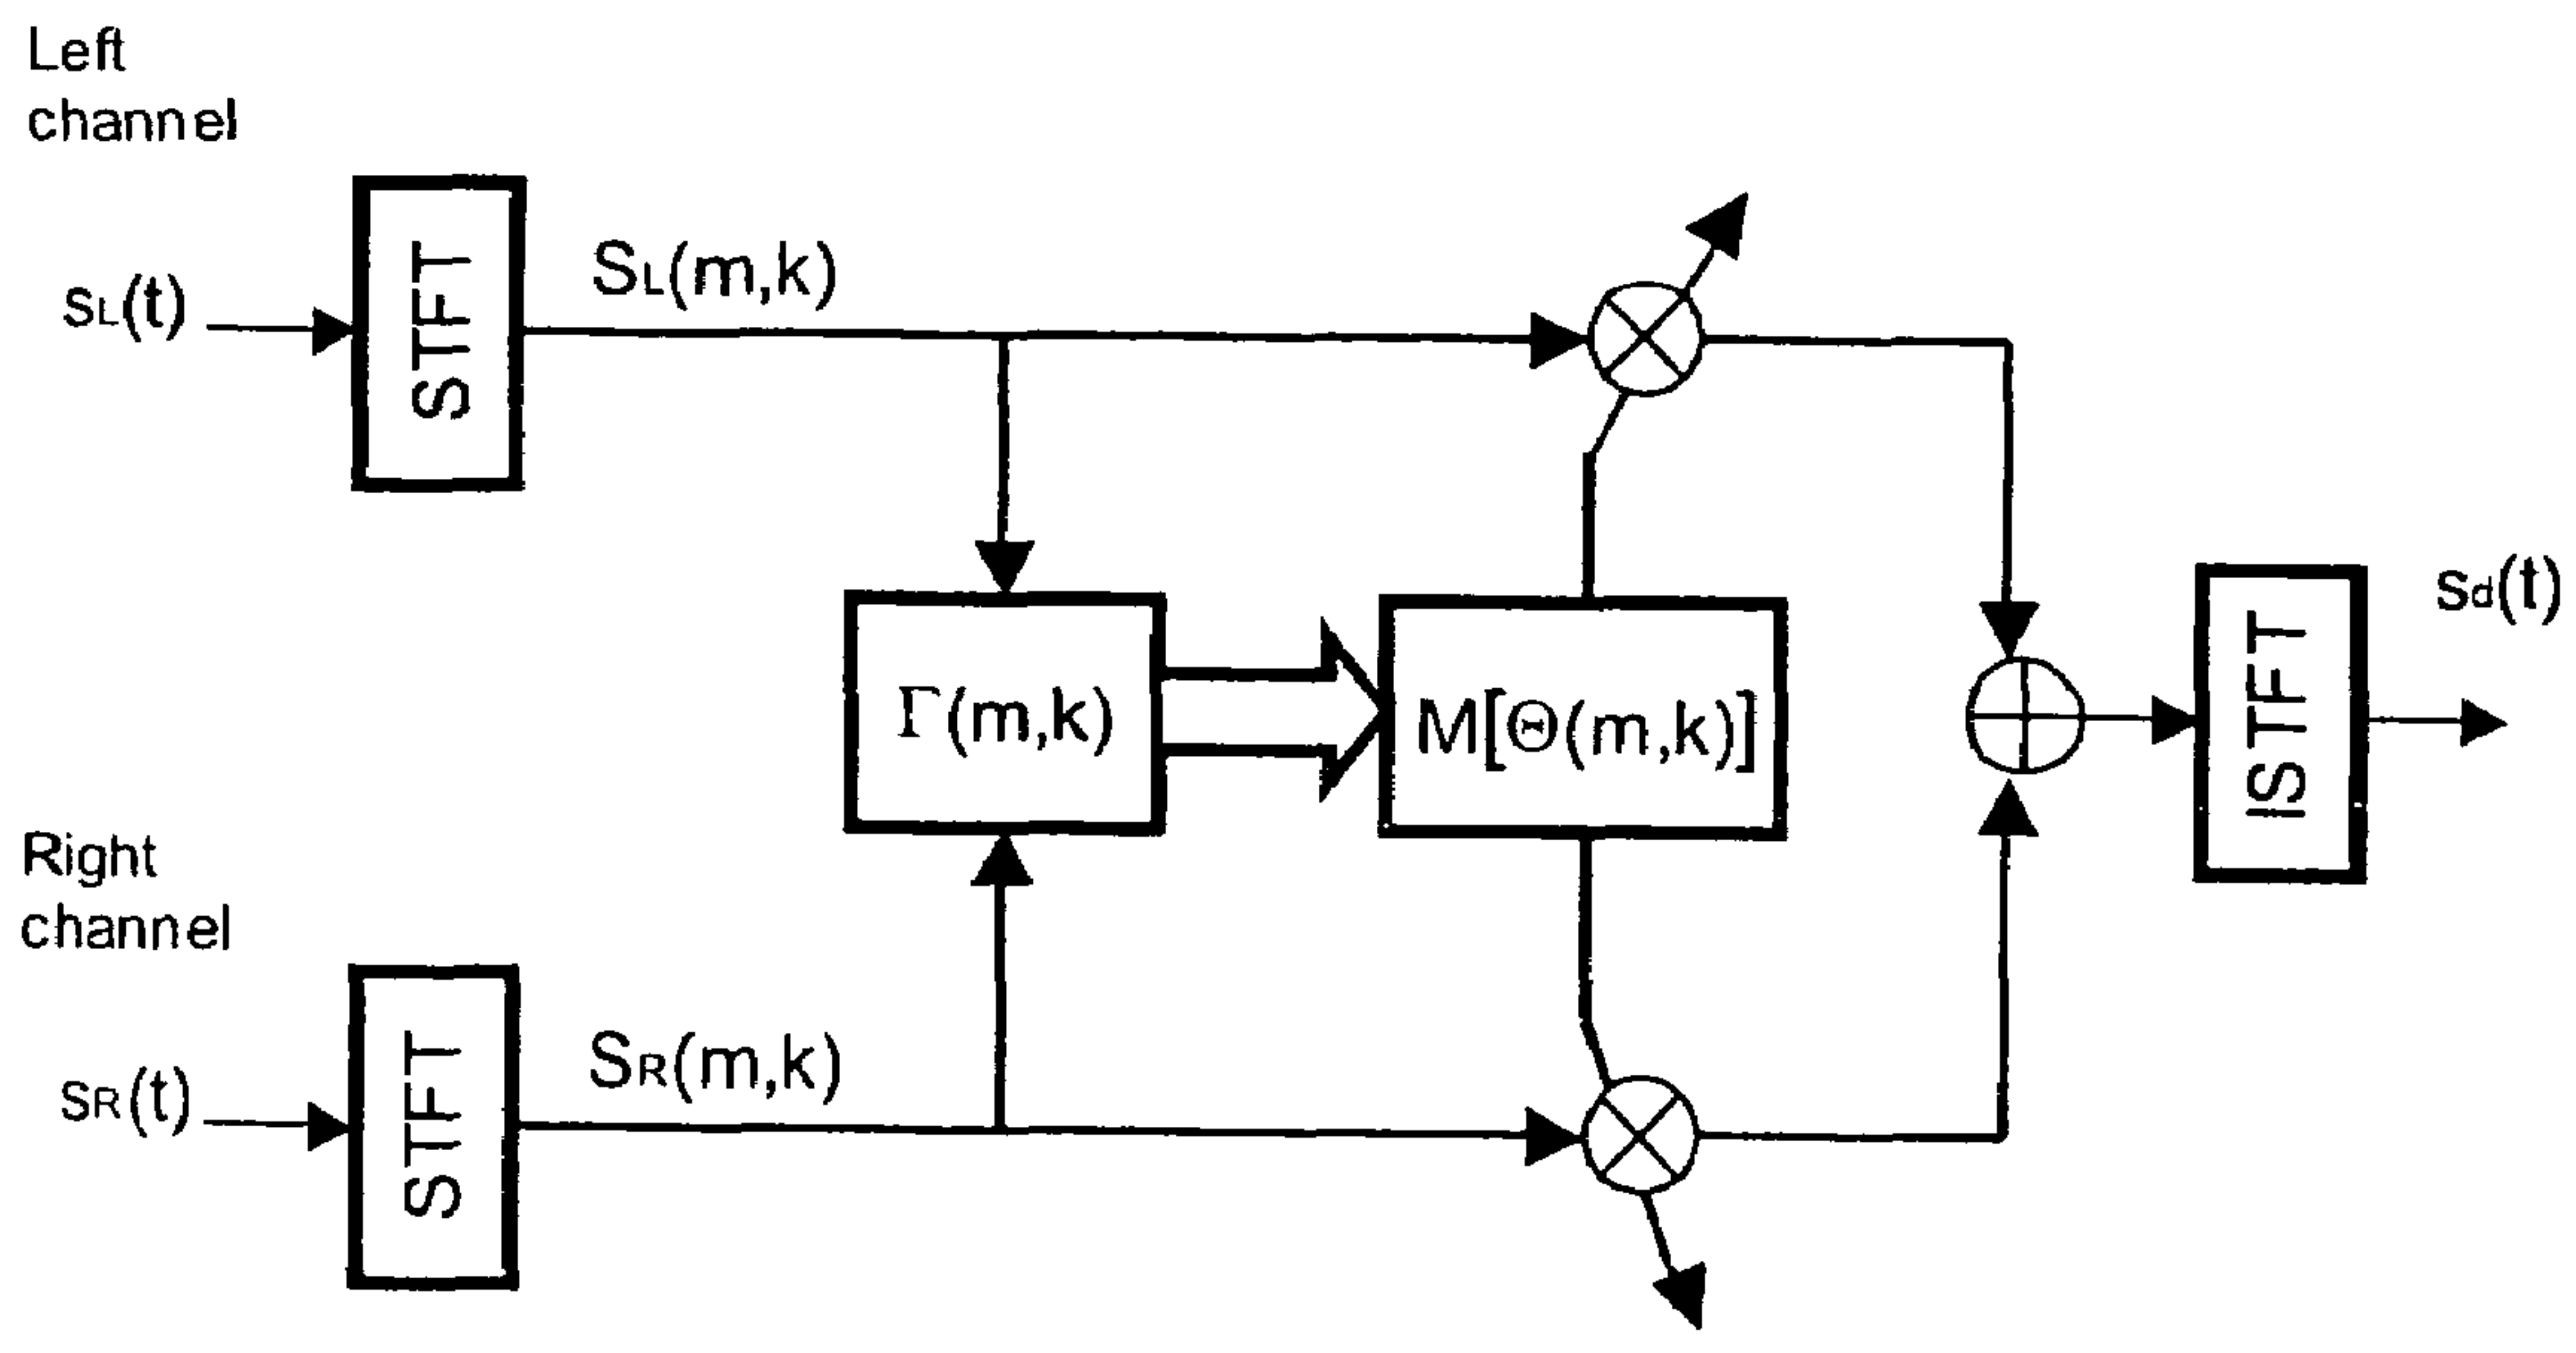 Left
channel
sL(t)
STFT
SL(m,k)
Γ(m,k)
M[Θ(m,k)]
ISTFT
sd(t)
Right
channel
sR(t)
STFT
SR(m,k)